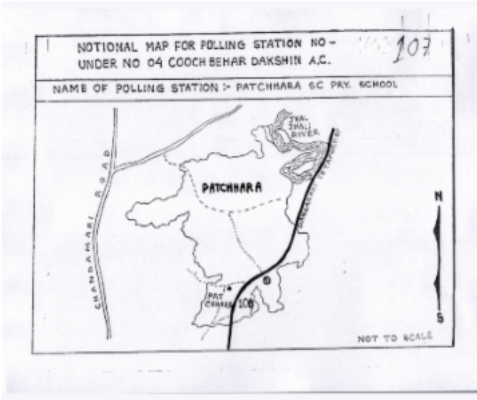 NOTIONAL MAP FOR POLLING STATION NO-
107
UNDER NO 04 COOCH BEHAR DAKSHIN A.C.
NAME OF POLLING STATION :- PATCHHARA SC PRY. SCHOOL
JHAL
JHALI
RIVER
PATCHHARA
CHANDAMARI ROAD
N
PAT
S
NOT TO SCALE